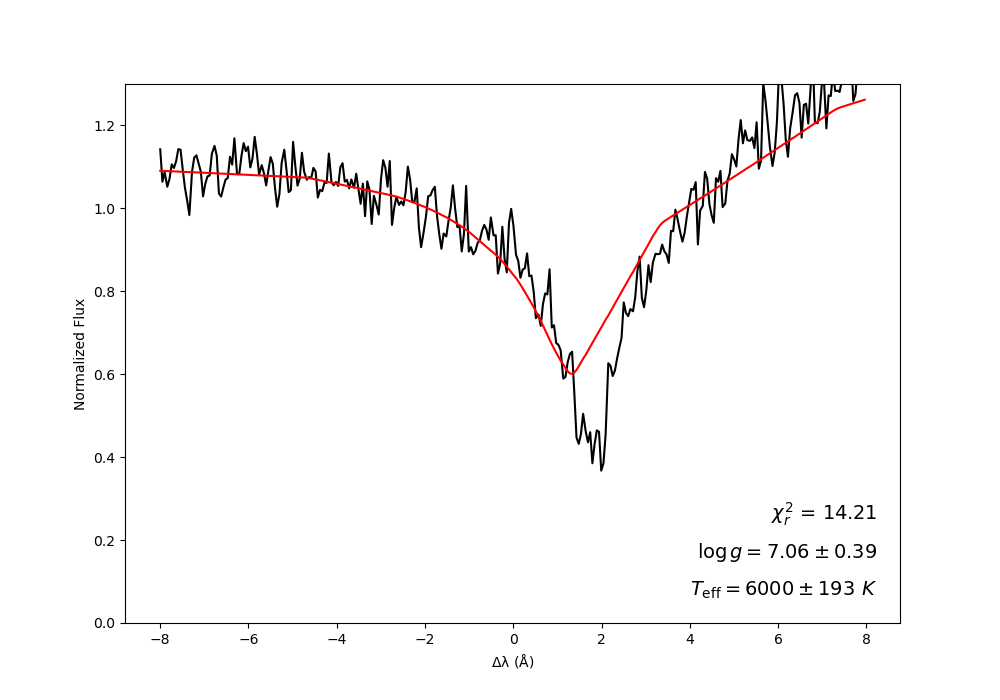 1.2
1.0
0.8
0.6
0.4
0.2
0.0
Normalized Flux
χ²ᵣ = 14.21
log g = 7.06 ± 0.39
T_eff = 6000 ± 193 K
−8 −6 −4 −2 0 2 4 6 8
Δλ (Å)